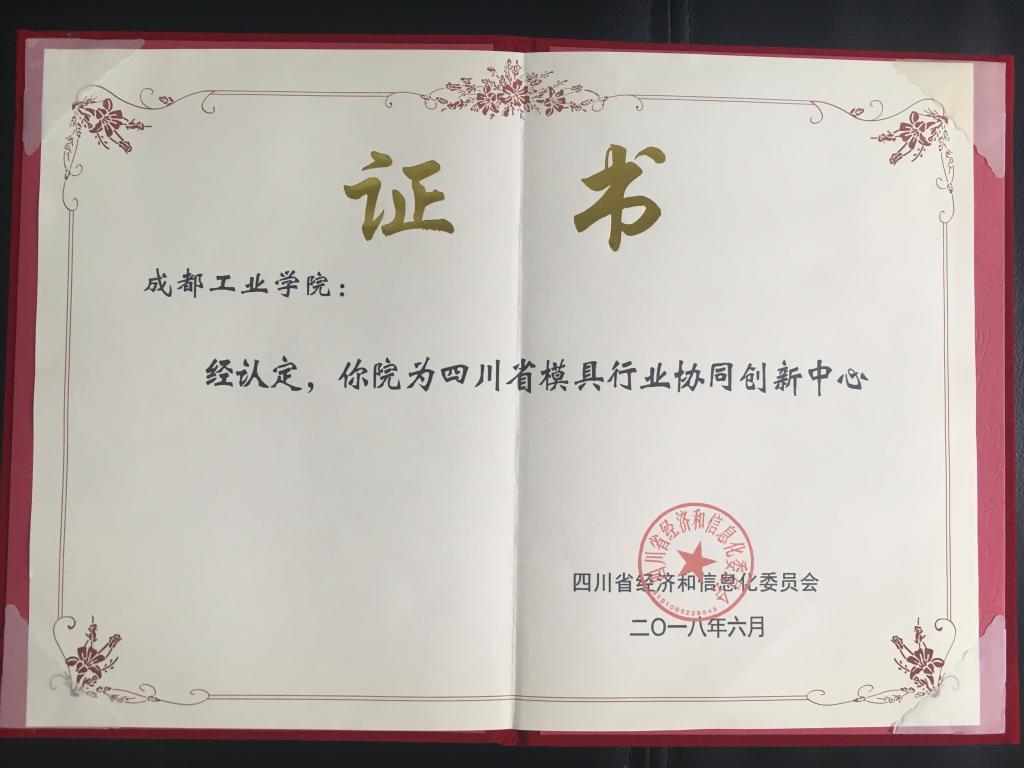 证书
成都工业学院：
经认定，你院为四川省模具行业协同创新中心
四川省经济和信息化委员会
四川省经济和信息化委员会
二〇一八年六月